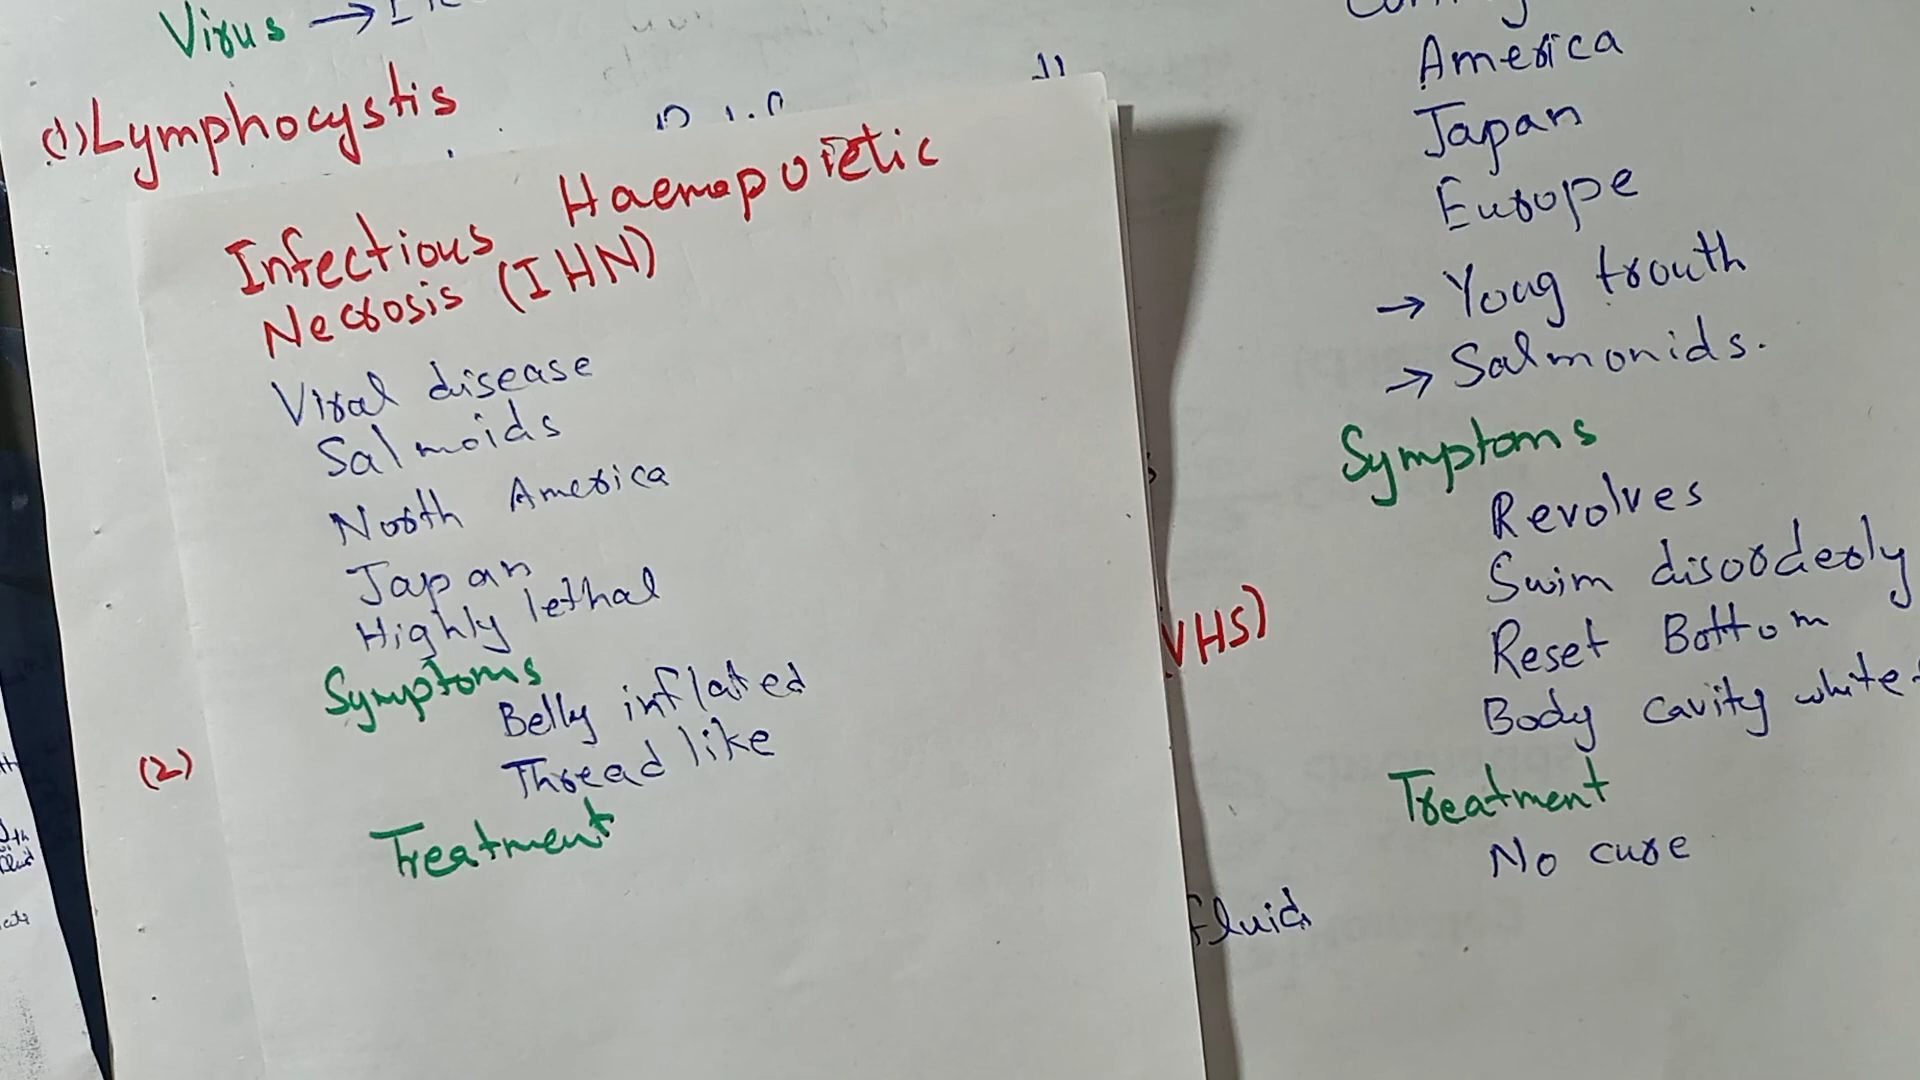 Virus →
(1) Lymphocystis
Infectious Haemopoietic
Necrosis (IHN)
Viral disease
Salmoids
North America
Japan
Highly lethal
Symptoms
Belly inflated
Thread like
Treatment
(2)
VHS)
fluid
America
Japan
Europe
→ Youg trouth
→ Salmonids.
Symptoms
Revolves
Swim disorderly
Reset Bottom
Body cavity white
Treatment
No cure